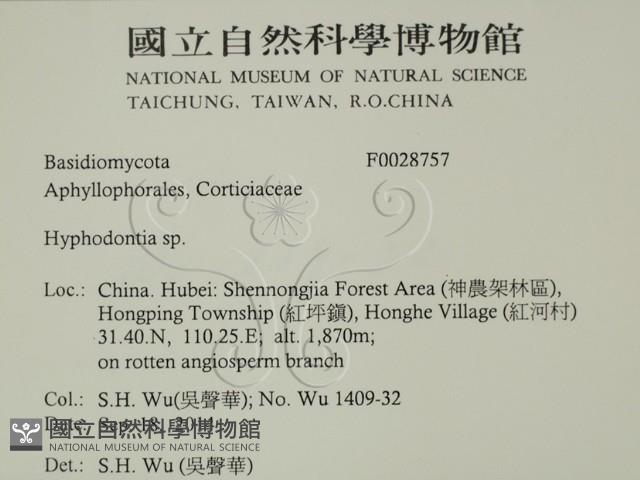 國立自然科學博物館
NATIONAL MUSEUM OF NATURAL SCIENCE
TAICHUNG, TAIWAN, R.O.CHINA
Basidiomycota F0028757
Aphyllophorales, Corticiaceae
Hyphodontia sp.
Loc.: China. Hubei: Shennongjia Forest Area (神農架林區),
Hongping Township (紅坪鎮), Honghe Village (紅河村)
31.40.N, 110.25.E; alt. 1,870m;
on rotten angiosperm branch
Col.: S.H. Wu(吳聲華); No. Wu 1409-32
Date: Sep. 18, 2014
國立自然科學博物館
NATIONAL MUSEUM OF NATURAL SCIENCE
Det.: S.H. Wu (吳聲華)